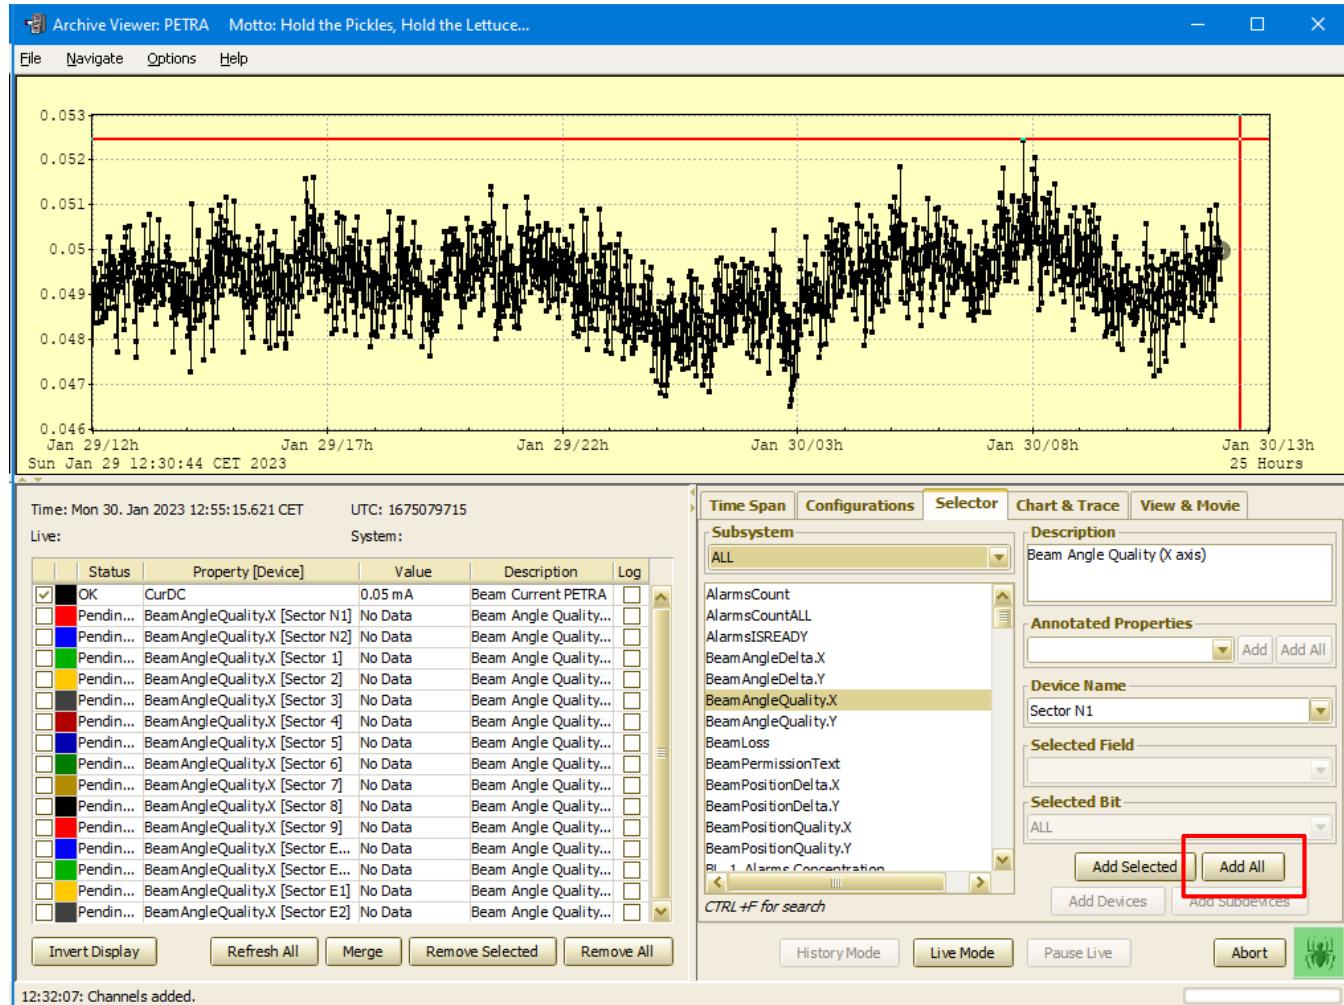 Archive Viewer: PETRA    Motto: Hold the Pickles, Hold the Lettuce...
File Navigate Options Help
0.053
0.052
0.051
0.05
0.049
0.048
0.047
0.046
Jan 29/12h Jan 29/17h Jan 29/22h Jan 30/03h Jan 30/08h Jan 30/13h
Sun Jan 29 12:30:44 CET 2023 25 Hours
Time: Mon 30. Jan 2023 12:55:15.621 CET UTC: 1675079715
Live: System:
Status Property [Device] Value Description Log
OK CurDC 0.05 mA Beam Current PETRA
Pendin... BeamAngleQuality.X [Sector N1] No Data Beam Angle Quality...
Pendin... BeamAngleQuality.X [Sector N2] No Data Beam Angle Quality...
Pendin... BeamAngleQuality.X [Sector 1] No Data Beam Angle Quality...
Pendin... BeamAngleQuality.X [Sector 2] No Data Beam Angle Quality...
Pendin... BeamAngleQuality.X [Sector 3] No Data Beam Angle Quality...
Pendin... BeamAngleQuality.X [Sector 4] No Data Beam Angle Quality...
Pendin... BeamAngleQuality.X [Sector 5] No Data Beam Angle Quality...
Pendin... BeamAngleQuality.X [Sector 6] No Data Beam Angle Quality...
Pendin... BeamAngleQuality.X [Sector 7] No Data Beam Angle Quality...
Pendin... BeamAngleQuality.X [Sector 8] No Data Beam Angle Quality...
Pendin... BeamAngleQuality.X [Sector 9] No Data Beam Angle Quality...
Pendin... BeamAngleQuality.X [Sector E... No Data Beam Angle Quality...
Pendin... BeamAngleQuality.X [Sector E... No Data Beam Angle Quality...
Pendin... BeamAngleQuality.X [Sector E1] No Data Beam Angle Quality...
Pendin... BeamAngleQuality.X [Sector E2] No Data Beam Angle Quality...
Invert Display Refresh All Merge Remove Selected Remove All
Time Span Configurations Selector Chart & Trace View & Movie
Subsystem
ALL
AlarmsCount
AlarmsCountALL
AlarmsISREADY
BeamAngleDelta.X
BeamAngleDelta.Y
BeamAngleQuality.X
BeamAngleQuality.Y
BeamLoss
BeamPermissionText
BeamPositionDelta.X
BeamPositionDelta.Y
BeamPositionQuality.X
BeamPositionQuality.Y
BL_1_Alarms Concentration
CTRL+F for search
Description
Beam Angle Quality (X axis)
Annotated Properties
Add Add All
Device Name
Sector N1
Selected Field
Selected Bit
ALL
Add Selected Add All
Add Devices Add Subdevices
History Mode Live Mode Pause Live Abort
12:32:07: Channels added.